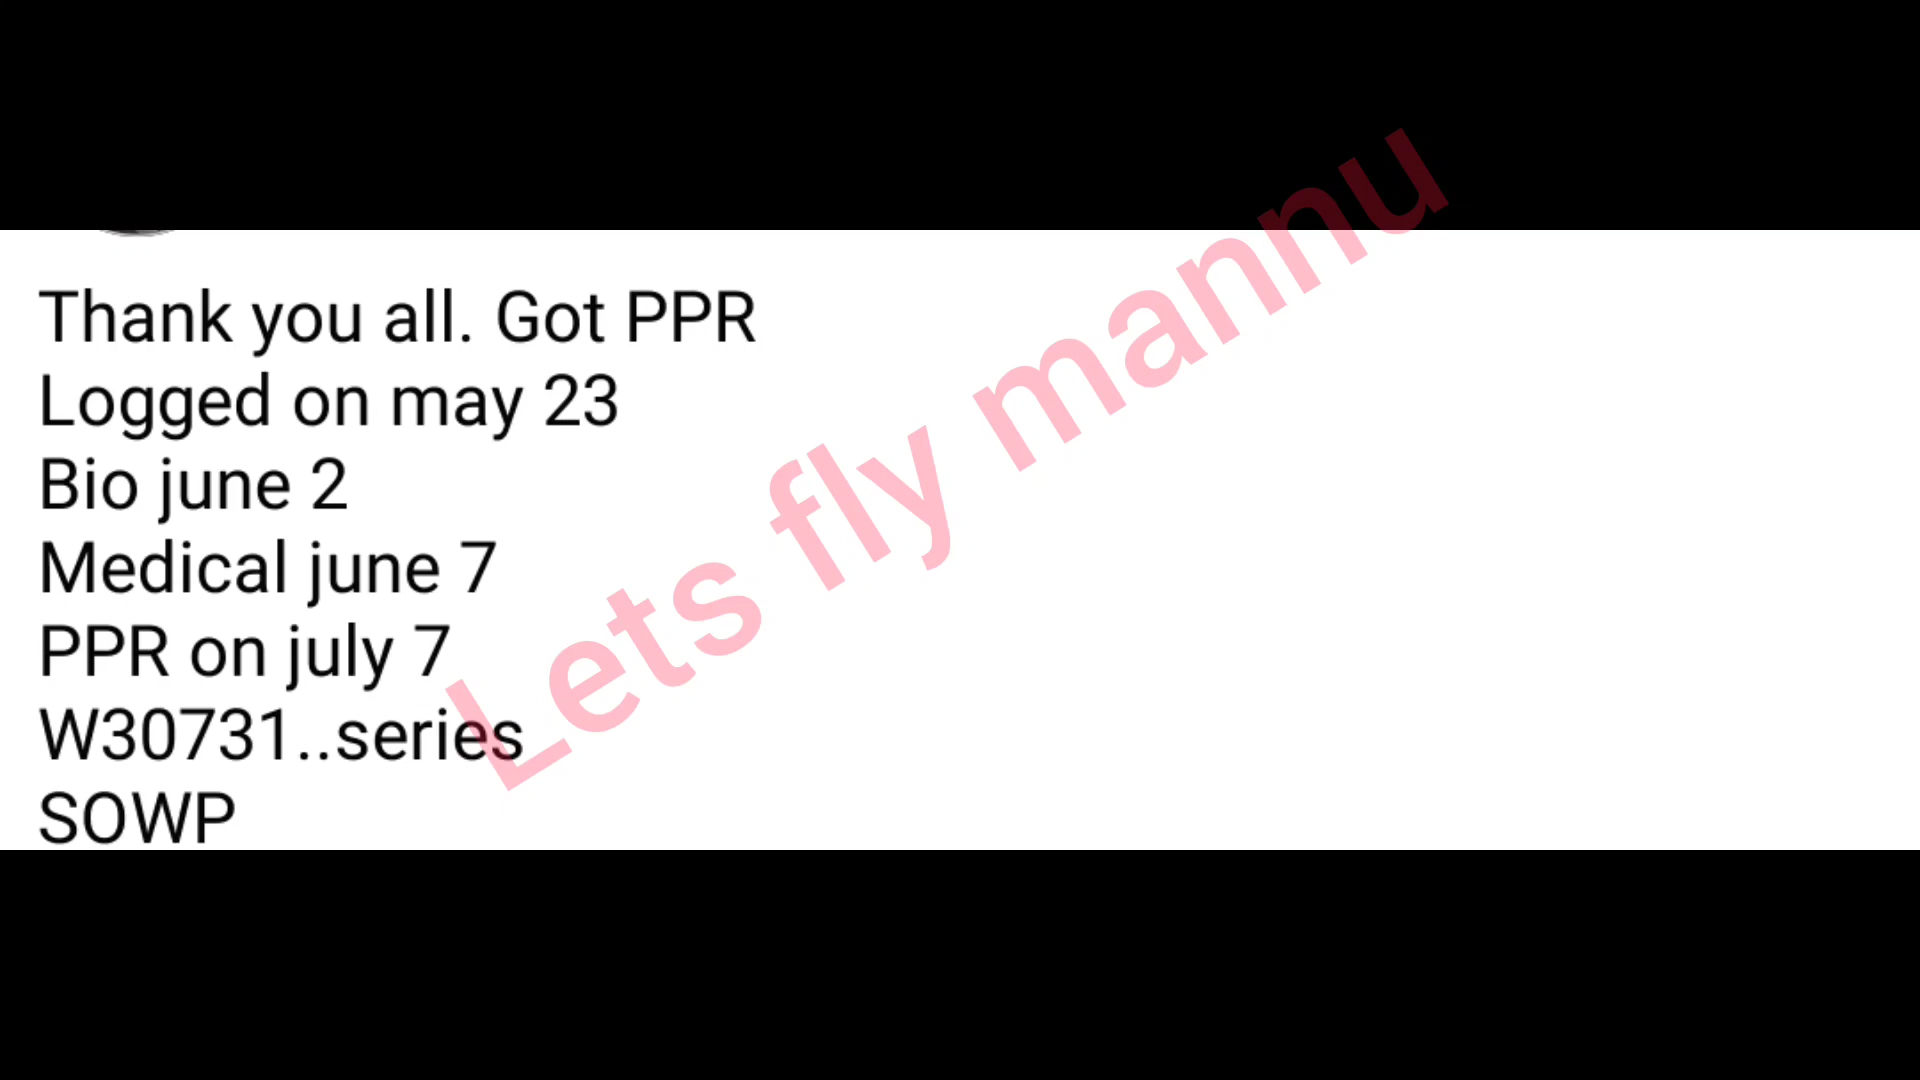 Thank you all. Got PPR
Logged on may 23
Bio june 2
Medical june 7
PPR on july 7
W30731..series
SOWP
Lets fly mannu